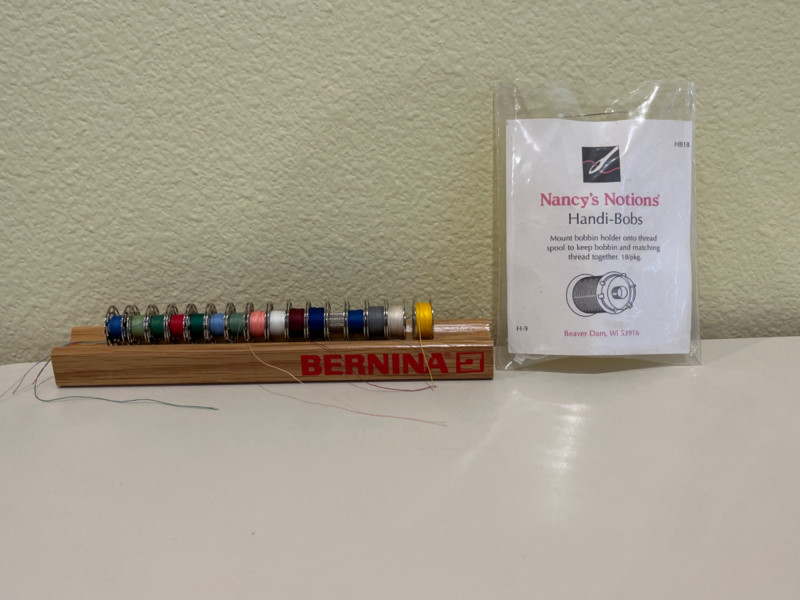 BERNINA
HB18
Nancy's Notions
Handi-Bobs
Mount bobbin holder onto thread
spool to keep bobbin and matching
thread together. 18/pkg.
H-9
Beaver Dam, WI 53916